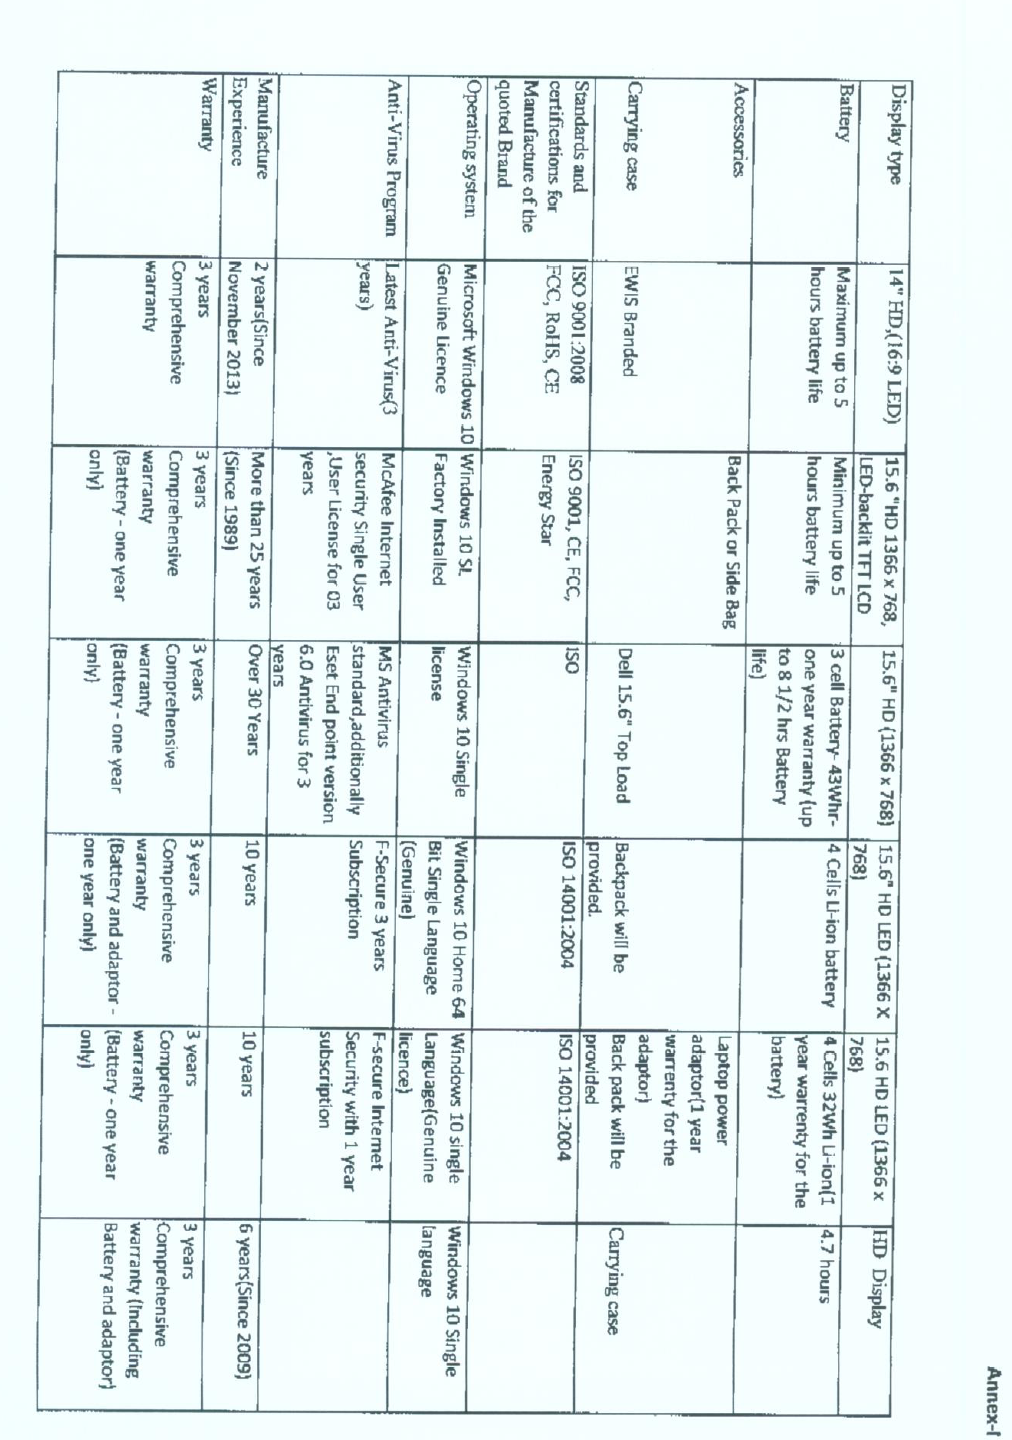 Annex-I
Display type
14" HD,(16:9 LED)
15.6 "HD 1366 x 768,
LED-backlit TFT LCD
15.6" HD (1366 x 768)
15.6" HD LED (1366 X
768)
15.6 HD LED (1366 x
768)
HD Display
Battery
Maximum up to 5
hours battery life
Minimum up to 5
hours battery life
3 cell Battery- 43Whr-
one year warranty (up
to 8 1/2 hrs Battery
life)
4 Cells Li-ion battery
4 Cells 32Wh Li-ion(1
year warrenty for the
battery)
4.7 hours
Accessories
Back Pack or Side Bag
Laptop power
adaptor(1 year
warrenty for the
adaptor)
Carrying case
EWIS Branded
Dell 15.6" Top Load
Backpack will be
provided.
Back pack will be
provided
Carrying case
Standards and
certifications for
Manufacture of the
quoted Brand
ISO 9001:2008
FCC, RoHS, CE
ISO 9001, CE, FCC,
Energy Star
ISO
ISO 14001:2004
ISO 14001:2004
Operating system
Microsoft Windows 10
Genuine Licence
Windows 10 SL
Factory Installed
Windows 10 Single
license
Windows 10 Home 64
Bit Single Language
(Genuine)
Windows 10 single
Language(Genuine
licence)
Windows 10 Single
language
Anti-Virus Program
Latest Anti-Virus(3
years)
McAfee Internet
security Single User
,User License for 03
years
MS Antivirus
standard,additionally
Eset End point version
6.0 Antivirus for 3
years
F-Secure 3 years
Subscription
F-secure Internet
Security with 1 year
subscription
Manufacture
Experience
2 years(Since
November 2013)
More than 25 years
(Since 1989)
Over 30 Years
10 years
10 years
6 years(Since 2009)
Warranty
3 years
Comprehensive
warranty
3 years
Comprehensive
warranty
(Battery - one year
only)
3 years
Comprehensive
warranty
(Battery - one year
only)
3 years
Comprehensive
warranty
(Battery and adaptor -
one year only)
3 years
Comprehensive
warranty
(Battery - one year
only)
3 years
Comprehensive
warranty (Including
Battery and adaptor)